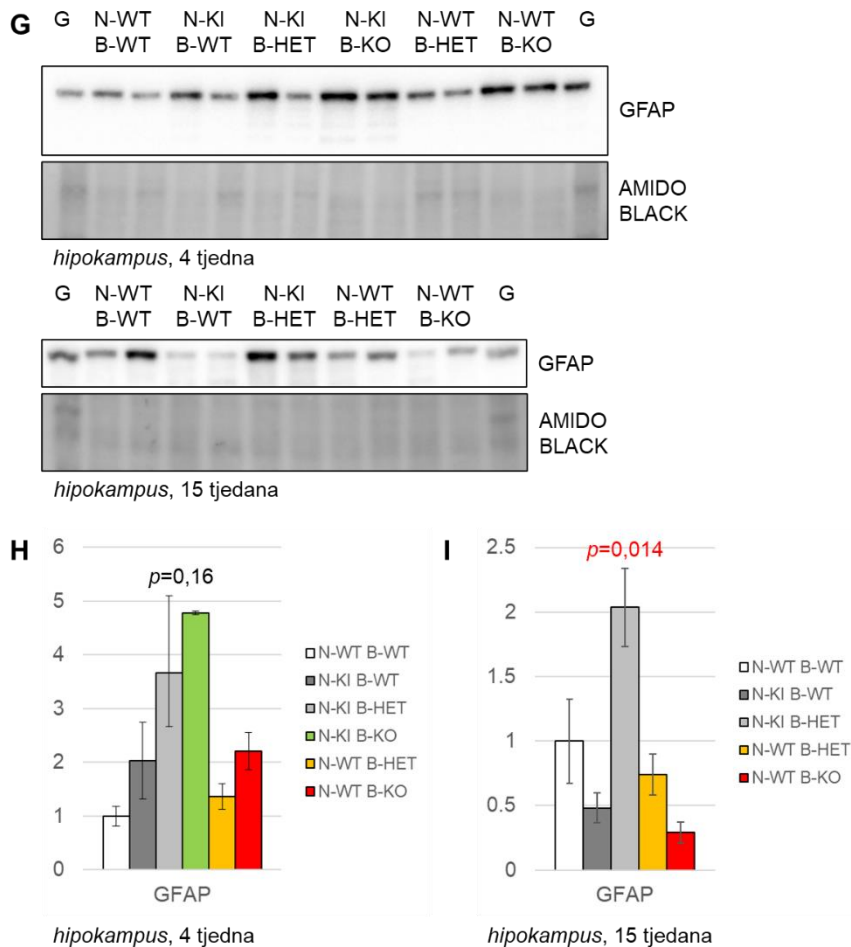 G
G N-WT N-KI N-KI N-KI N-WT N-WT G
B-WT B-WT B-HET B-KO B-HET B-KO
GFAP
AMIDO
BLACK
hipokampus, 4 tjedna
G N-WT N-KI N-KI N-WT N-WT G
B-WT B-WT B-HET B-HET B-KO
GFAP
AMIDO
BLACK
hipokampus, 15 tjedana
H
6
5
4
3
2
1
0
p=0,16
GFAP
N-WT B-WT
N-KI B-WT
N-KI B-HET
N-KI B-KO
N-WT B-HET
N-WT B-KO
hipokampus, 4 tjedna
I
2.5
2
1.5
1
0.5
0
p=0,014
GFAP
N-WT B-WT
N-KI B-WT
N-KI B-HET
N-WT B-HET
N-WT B-KO
hipokampus, 15 tjedana